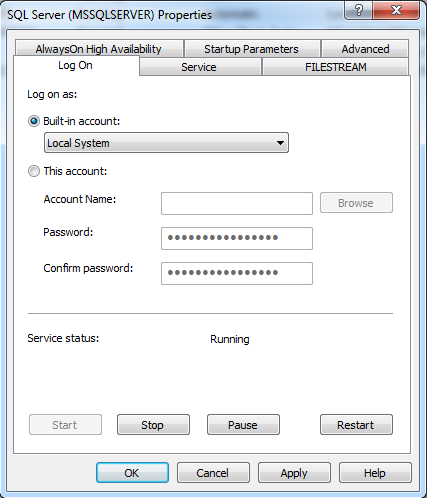 SQL Server (MSSQLSERVER) Properties
AlwaysOn High Availability
Startup Parameters
Advanced
Log On
Service
FILESTREAM
Log on as:
Built-in account:
Local System
This account:
Account Name:
Browse
Password:
Confirm password:
Service status:
Running
Start
Stop
Pause
Restart
OK
Cancel
Apply
Help